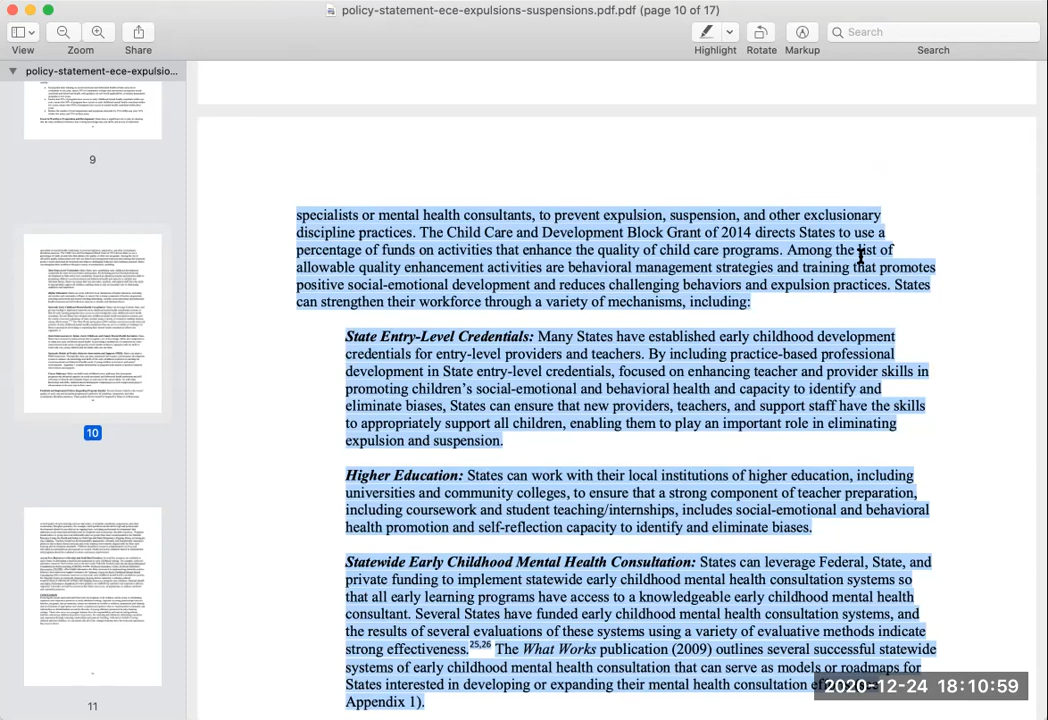 policy-statement-ece-expulsions-suspensions.pdf.pdf (page 10 of 17)
View
Zoom
Share
Highlight
Rotate
Markup
Search
Search
policy-statement-ece-expulsio...
9
10
11
specialists or mental health consultants, to prevent expulsion, suspension, and other exclusionary
discipline practices. The Child Care and Development Block Grant of 2014 directs States to use a
percentage of funds on activities that enhance the quality of child care programs. Among the list of
allowable quality enhancement activities are behavioral management strategies and training that promotes
positive social-emotional development and reduces challenging behaviors and expulsion practices. States
can strengthen their workforce through a variety of mechanisms, including:
State Entry-Level Credentials: Many States have established early childhood development
credentials for entry-level providers and teachers. By including practice-based professional
development in State entry-level credentials, focused on enhancing teacher and provider skills in
promoting children's social-emotional and behavioral health and capacity to identify and
eliminate biases, States can ensure that new providers, teachers, and support staff have the skills
to appropriately support all children, enabling them to play an important role in eliminating
expulsion and suspension.
Higher Education: States can work with their local institutions of higher education, including
universities and community colleges, to ensure that a strong component of teacher preparation,
including coursework and student teaching/internships, includes social-emotional and behavioral
health promotion and self-reflection capacity to identify and eliminate biases.
Statewide Early Childhood Mental Health Consultation: States can leverage Federal, State, and
private funding to implement statewide early childhood mental health consultation systems so
that all early learning programs have access to a knowledgeable early childhood mental health
consultant. Several States have launched early childhood mental health consultation systems, and
the results of several evaluations of these systems using a variety of evaluative methods indicate
strong effectiveness.25,26 The What Works publication (2009) outlines several successful statewide
systems of early childhood mental health consultation that can serve as models or roadmaps for
States interested in developing or expanding their mental health consultation
Appendix 1).
2020-12-24 18:10:59